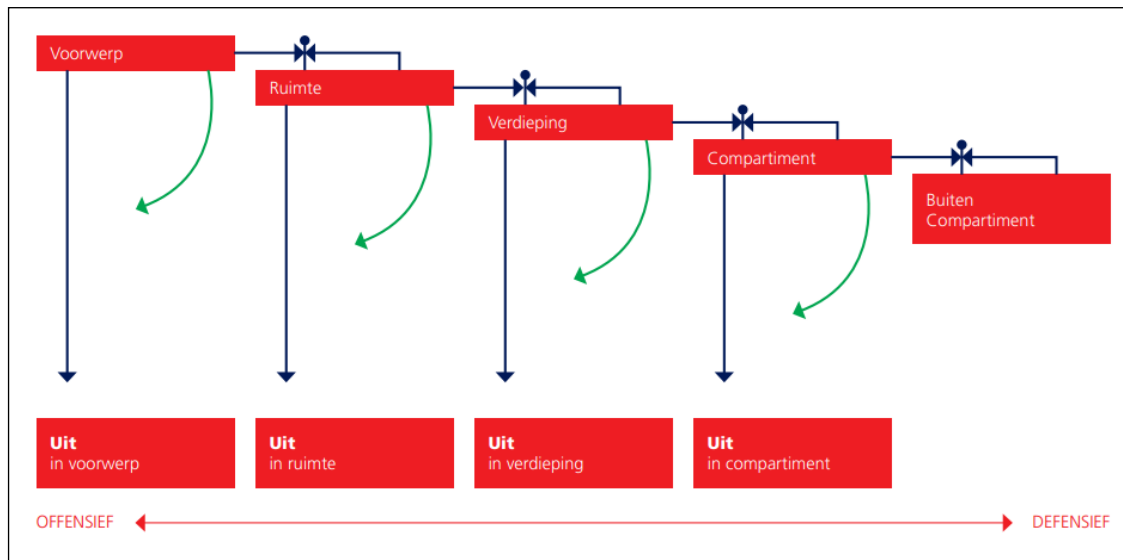 Voorwerp
Ruimte
Verdieping
Compartiment
Buiten
Compartiment
Uit
in voorwerp
Uit
in ruimte
Uit
in verdieping
Uit
in compartiment
OFFENSIEF
DEFENSIEF